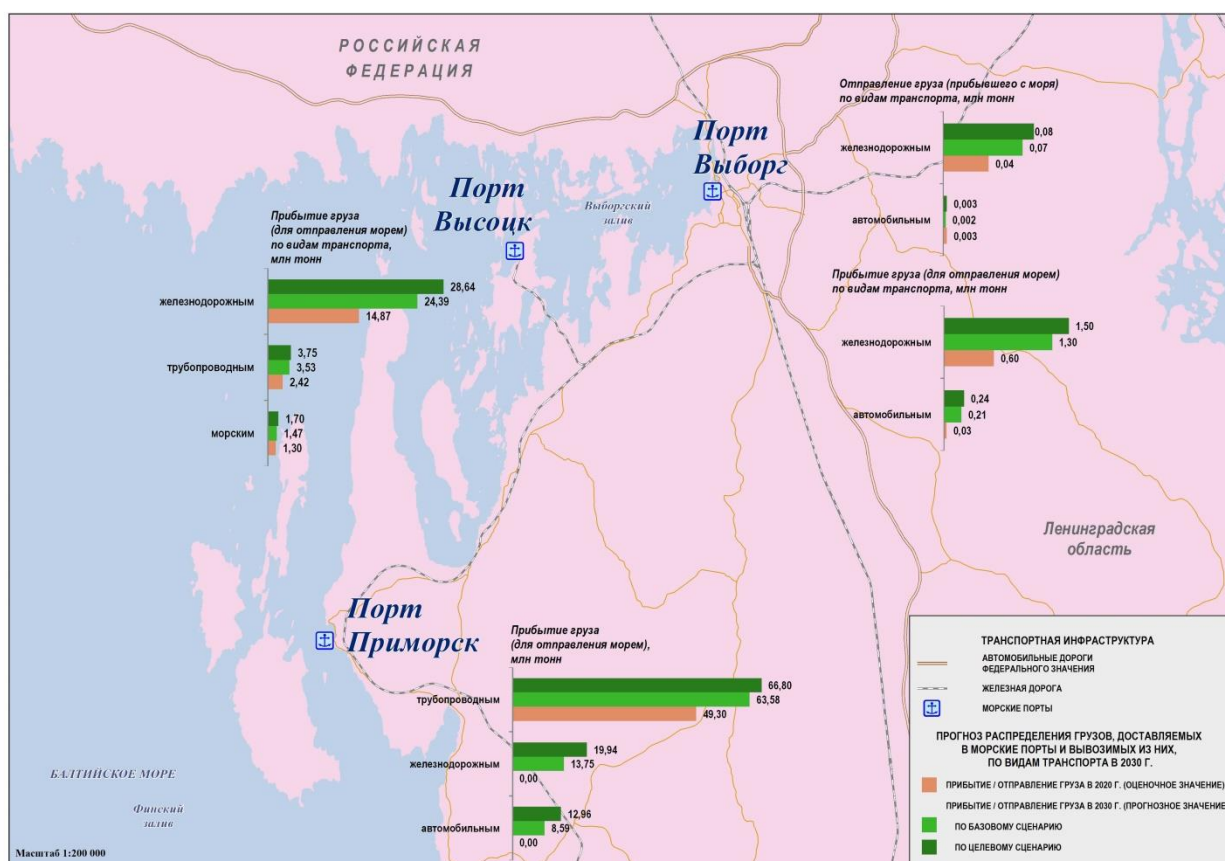 РОССИЙСКАЯ
ФЕДЕРАЦИЯ
Отправление груза (прибывшего с моря)
по видам транспорта, млн тонн
железнодорожным
0,08
0,07
0,04
автомобильным
0,003
0,002
0,003
Порт
Выборг
Порт
Высоцк
Выборгский
залив
Прибытие груза
(для отправления морем)
по видам транспорта,
млн тонн
железнодорожным
28,64
24,39
14,87
трубопроводным
3,75
3,53
2,42
морским
1,70
1,47
1,30
Прибытие груза (для отправления морем)
по видам транспорта, млн тонн
железнодорожным
1,50
1,30
0,60
автомобильным
0,24
0,21
0,03
Ленинградская
область
Порт
Приморск
Прибытие груза
(для отправления морем),
млн тонн
трубопроводным
66,80
63,58
49,30
железнодорожным
19,94
13,75
0,00
автомобильным
12,96
8,59
0,00
БАЛТИЙСКОЕ МОРЕ
Финский
залив
Масштаб 1:200 000
ТРАНСПОРТНАЯ ИНФРАСТРУКТУРА
АВТОМОБИЛЬНЫЕ ДОРОГИ
ФЕДЕРАЛЬНОГО ЗНАЧЕНИЯ
ЖЕЛЕЗНАЯ ДОРОГА
МОРСКИЕ ПОРТЫ
ПРОГНОЗ РАСПРЕДЕЛЕНИЯ ГРУЗОВ, ДОСТАВЛЯЕМЫХ
В МОРСКИЕ ПОРТЫ И ВЫВОЗИМЫХ ИЗ НИХ,
ПО ВИДАМ ТРАНСПОРТА В 2030 Г.
ПРИБЫТИЕ / ОТПРАВЛЕНИЕ ГРУЗА В 2020 Г. (ОЦЕНОЧНОЕ ЗНАЧЕНИЕ)
ПРИБЫТИЕ / ОТПРАВЛЕНИЕ ГРУЗА В 2030 Г. (ПРОГНОЗНОЕ ЗНАЧЕНИЕ)
ПО БАЗОВОМУ СЦЕНАРИЮ
ПО ЦЕЛЕВОМУ СЦЕНАРИЮ